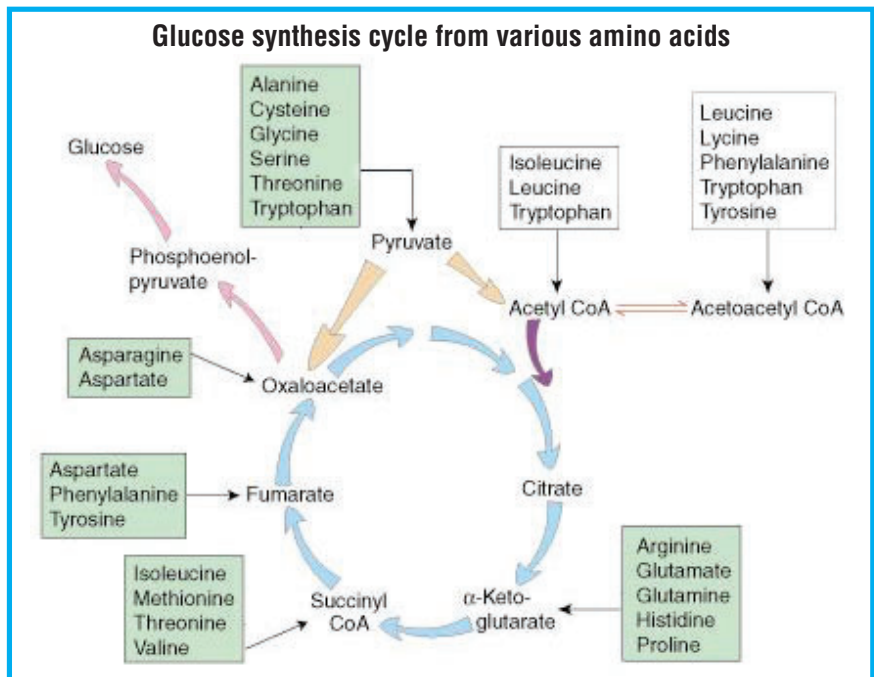 Glucose synthesis cycle from various amino acids
Alanine
Cysteine
Glycine
Serine
Threonine
Tryptophan
Leucine
Lycine
Phenylalanine
Tryptophan
Tyrosine
Isoleucine
Leucine
Tryptophan
Glucose
Pyruvate
Phosphoenol-
pyruvate
Acetyl CoA
Acetoacetyl CoA
Asparagine
Aspartate
Oxaloacetate
Aspartate
Phenylalanine
Tyrosine
Fumarate
Citrate
Isoleucine
Methionine
Threonine
Valine
Succinyl
CoA
α-Keto-
glutarate
Arginine
Glutamate
Glutamine
Histidine
Proline